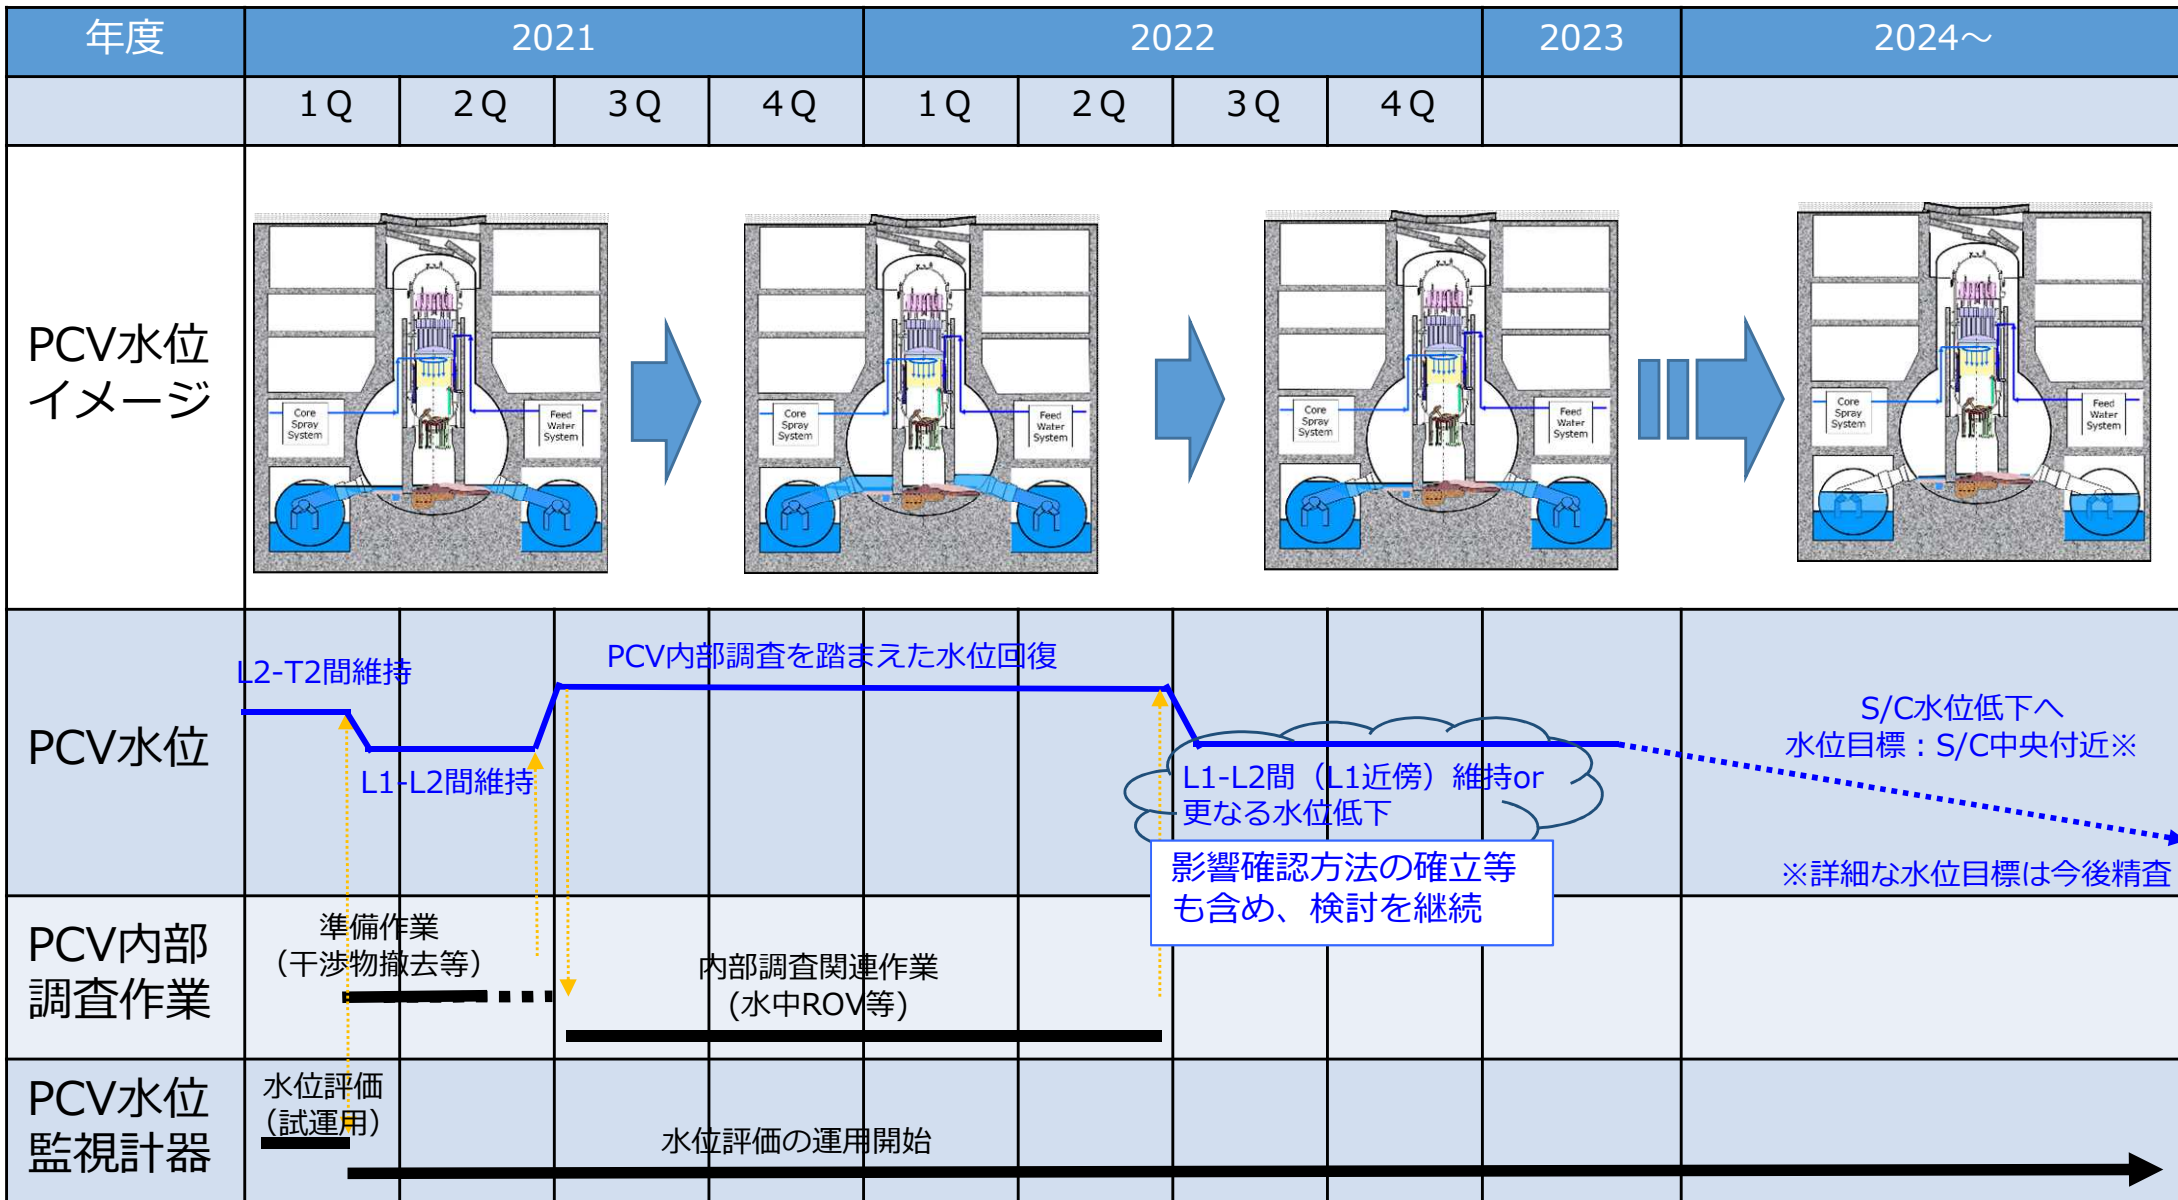 年度
2021
2022
2023
2024～
1Q
2Q
3Q
4Q
1Q
2Q
3Q
4Q
PCV水位
イメージ
Core
Spray
System
Feed
Water
System
Core
Spray
System
Feed
Water
System
Core
Spray
System
Feed
Water
System
Core
Spray
System
Feed
Water
System
PCV水位
L2-T2間維持
L1-L2間維持
PCV内部調査を踏まえた水位回復
L1-L2間（L1近傍）維持or
更なる水位低下
影響確認方法の確立等
も含め、検討を継続
S/C水位低下へ
水位目標：S/C中央付近※
※詳細な水位目標は今後精査
PCV内部
調査作業
準備作業
（干渉物撤去等）
内部調査関連作業
(水中ROV等)
PCV水位
監視計器
水位評価
（試運用）
水位評価の運用開始